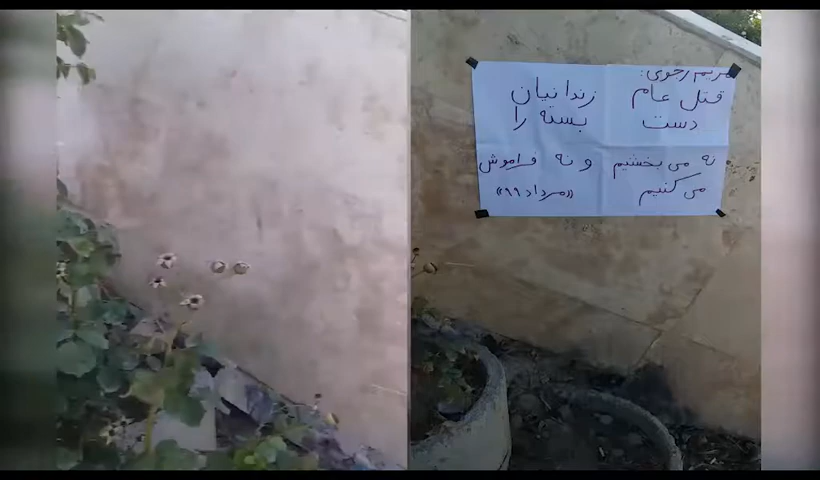 مریم رجوی:
قتل عام زندانیان
دست بسته را
نه می بخشیم و نه فراموش
می کنیم «مرداد ۹۹»